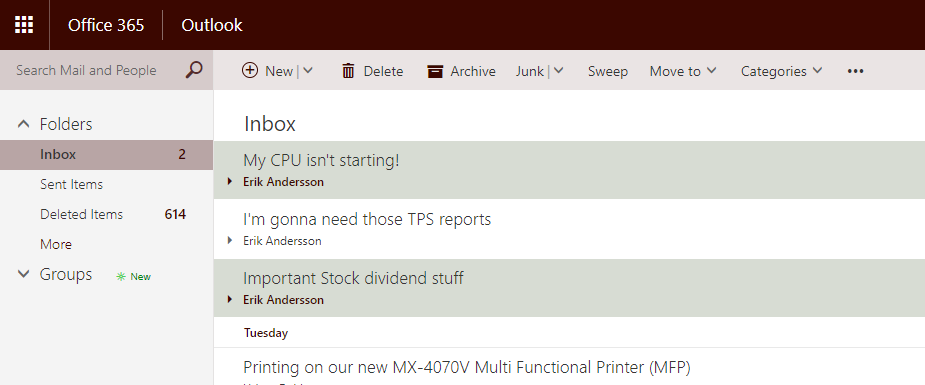 Office 365 Outlook
Search Mail and People New | Delete Archive Junk | Sweep Move to Categories •••
Folders
Inbox 2
Sent Items
Deleted Items 614
More
Groups New
Inbox
My CPU isn't starting!
Erik Andersson
I'm gonna need those TPS reports
Erik Andersson
Important Stock dividend stuff
Erik Andersson
Tuesday
Printing on our new MX-4070V Multi Functional Printer (MFP)